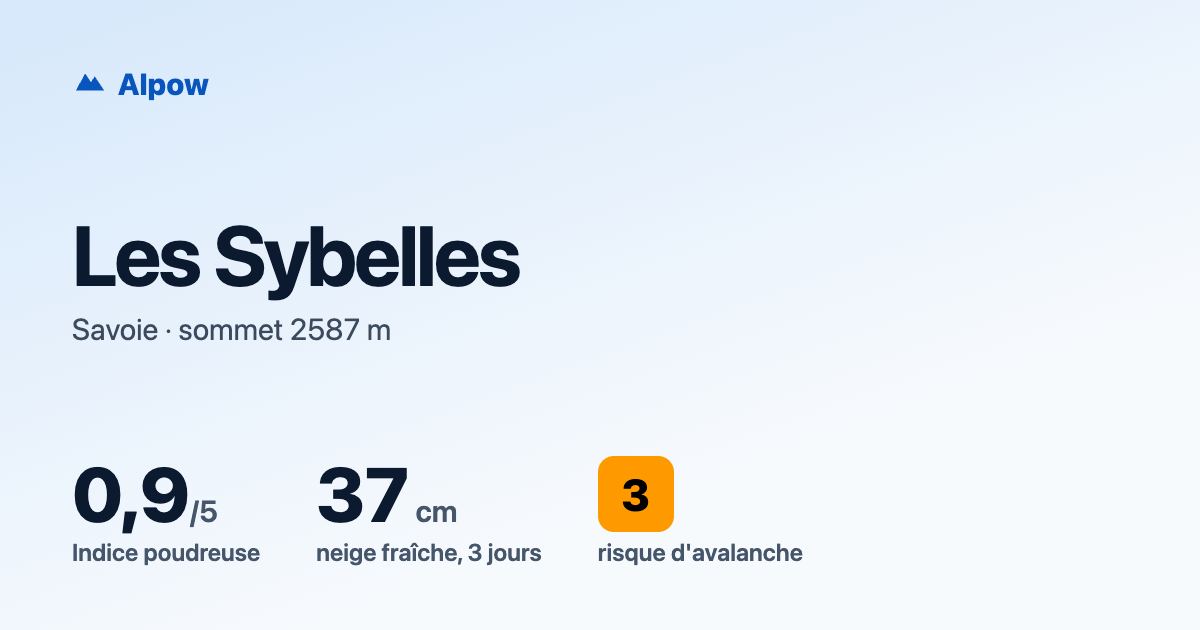 Alpow
Les Sybelles
Savoie · sommet 2587 m
0,9/5
Indice poudreuse
37 cm
neige fraîche, 3 jours
3
risque d'avalanche